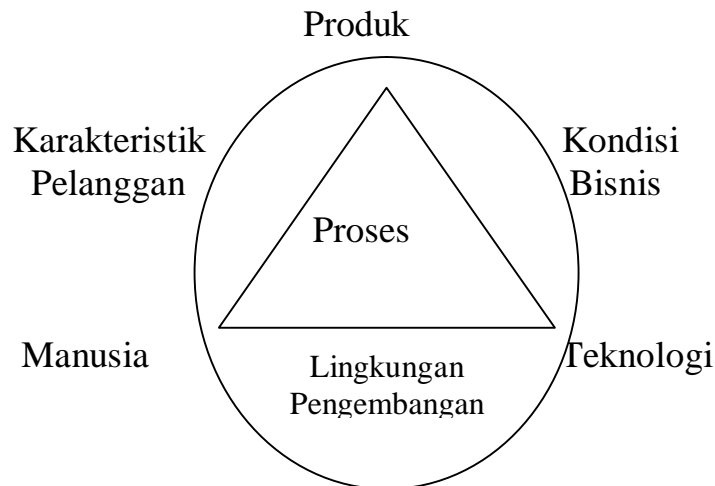 Produk
Karakteristik
Pelanggan
Kondisi
Bisnis
Proses
Manusia
Lingkungan
Pengembangan
Teknologi